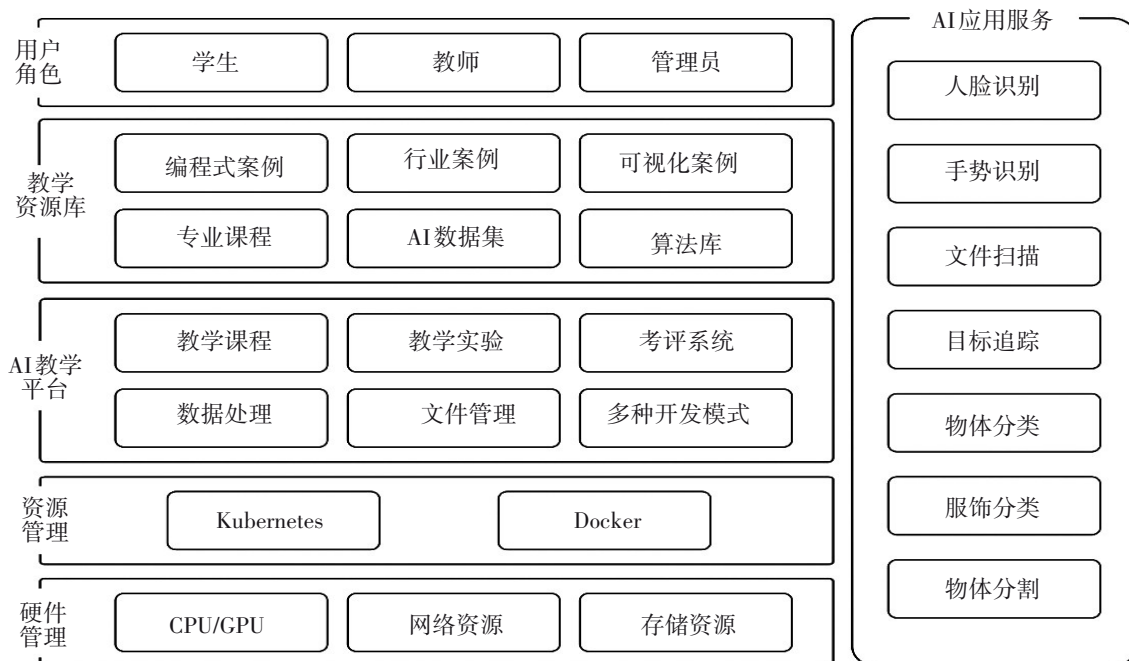 用户
角色
学生
教师
管理员
教学
资源库
编程式案例
行业案例
可视化案例
专业课程
AI数据集
算法库
AI教学
平台
教学课程
教学实验
考评系统
数据处理
文件管理
多种开发模式
资源
管理
Kubernetes
Docker
硬件
管理
CPU/GPU
网络资源
存储资源
AI应用服务
人脸识别
手势识别
文件扫描
目标追踪
物体分类
服饰分类
物体分割